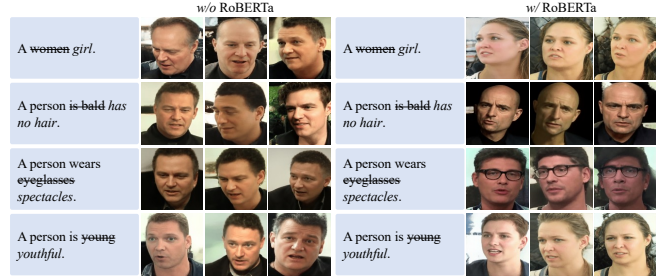 w/o RoBERTa
w/ RoBERTa
A women girl.
A women girl.
A person is bald has
no hair.
A person is bald has
no hair.
A person wears
eyeglasses
spectacles.
A person wears
eyeglasses
spectacles.
A person is young
youthful.
A person is young
youthful.